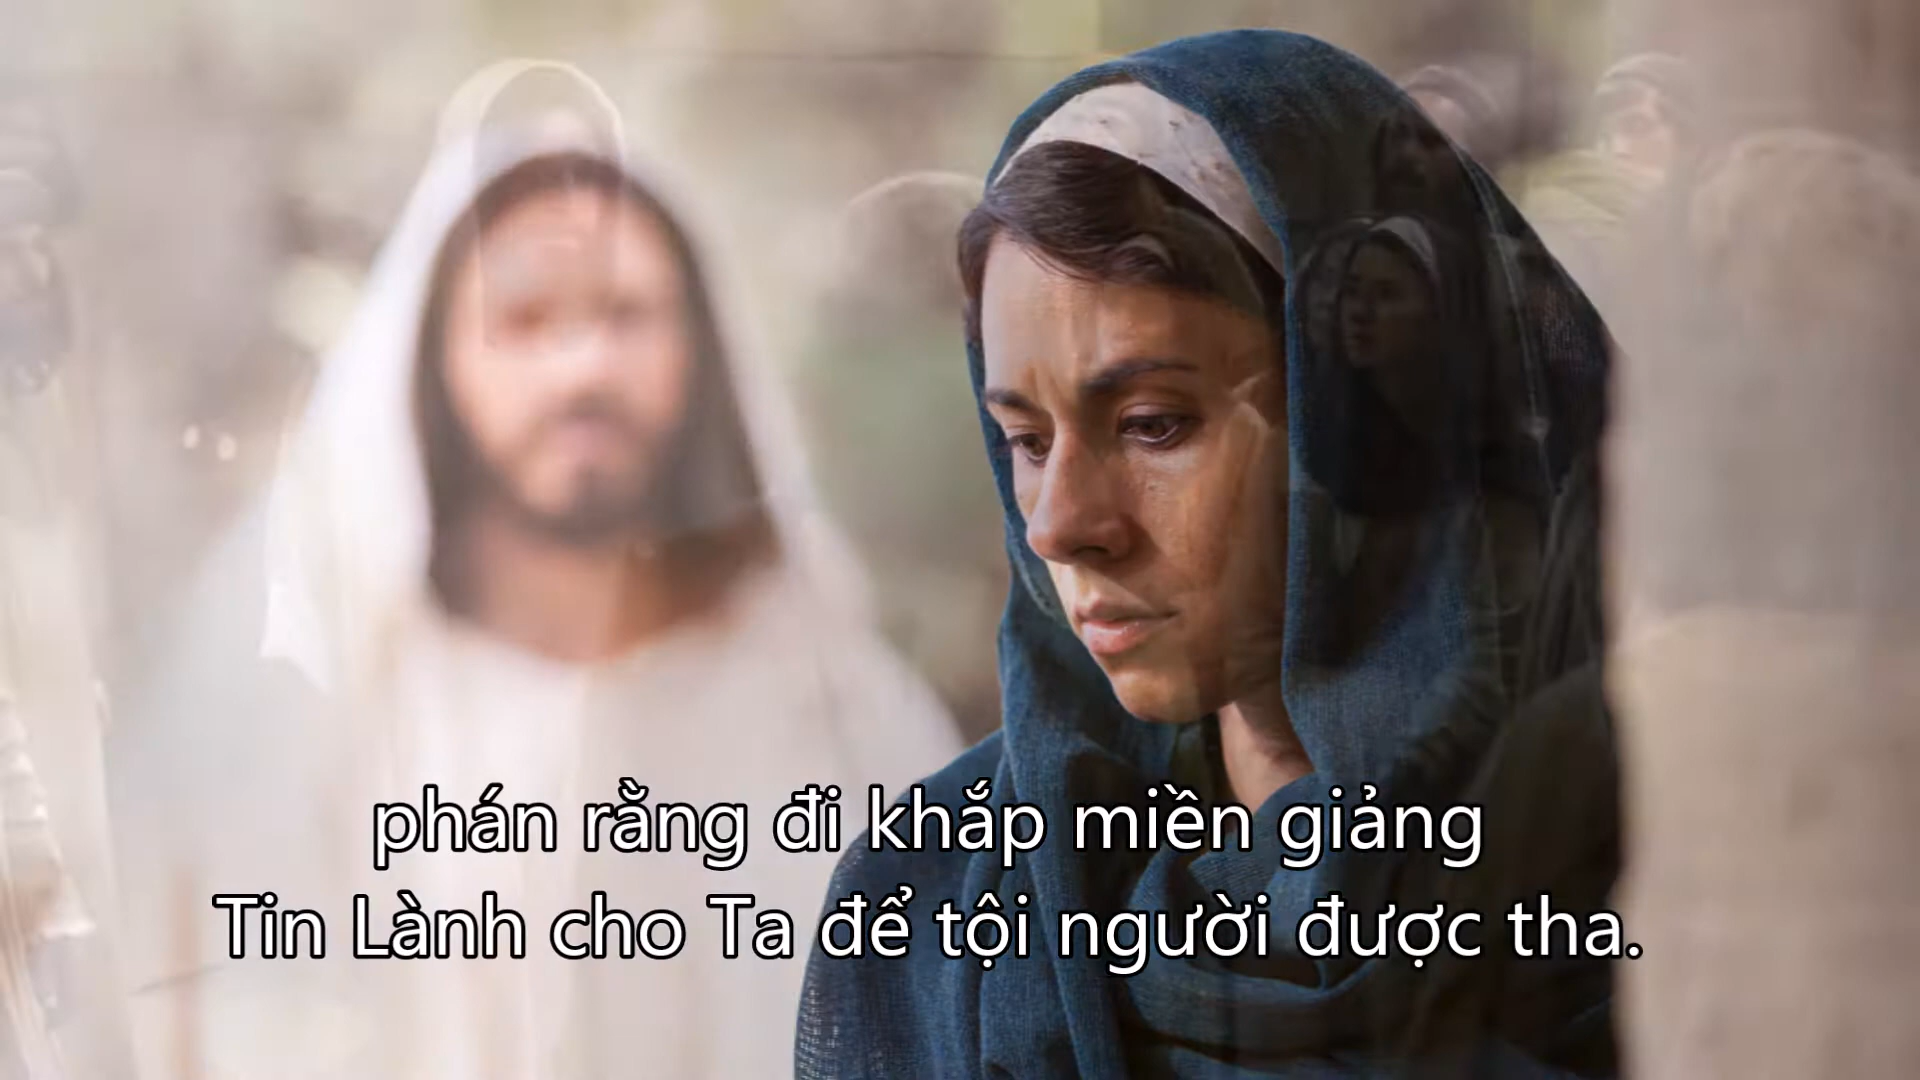 phán rằng đi khắp miền giảng
Tin Lành cho Ta để tội người được tha.